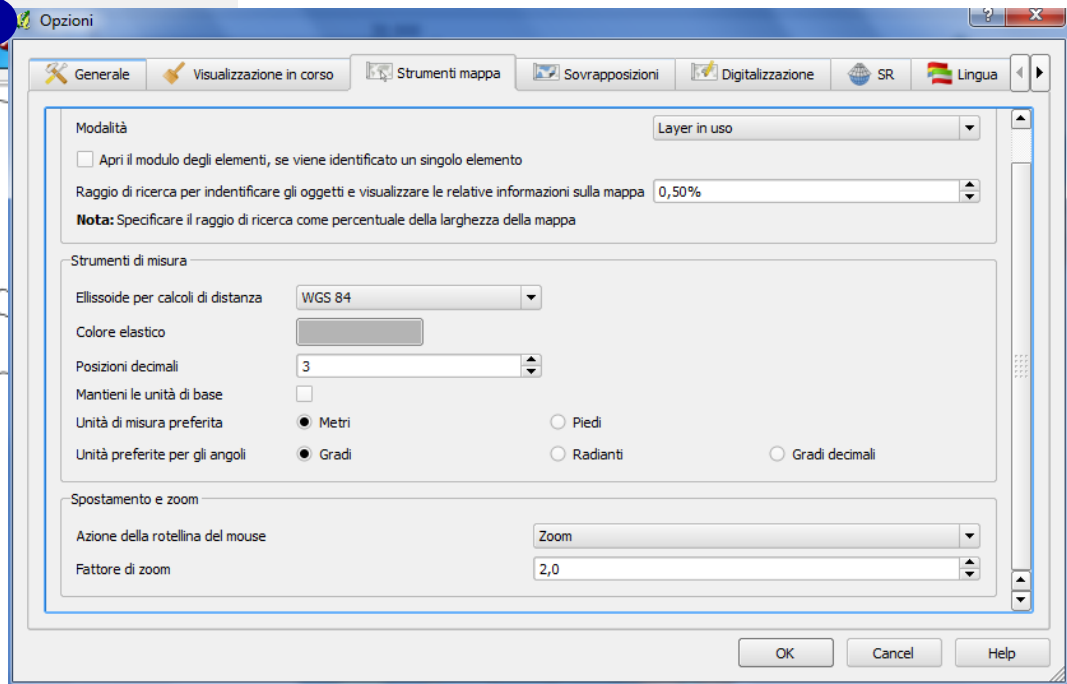 Opzioni
Generale Visualizzazione in corso Strumenti mappa Sovrapposizioni Digitalizzazione SR Lingua
Modalità Layer in uso
Apri il modulo degli elementi, se viene identificato un singolo elemento
Raggio di ricerca per indentificare gli oggetti e visualizzare le relative informazioni sulla mappa 0,50%
Nota: Specificare il raggio di ricerca come percentuale della larghezza della mappa
Strumenti di misura
Ellissoide per calcoli di distanza WGS 84
Colore elastico
Posizioni decimali 3
Mantieni le unità di base
Unità di misura preferita Metri Piedi
Unità preferite per gli angoli Gradi Radianti Gradi decimali
Spostamento e zoom
Azione della rotellina del mouse Zoom
Fattore di zoom 2,0
OK Cancel Help